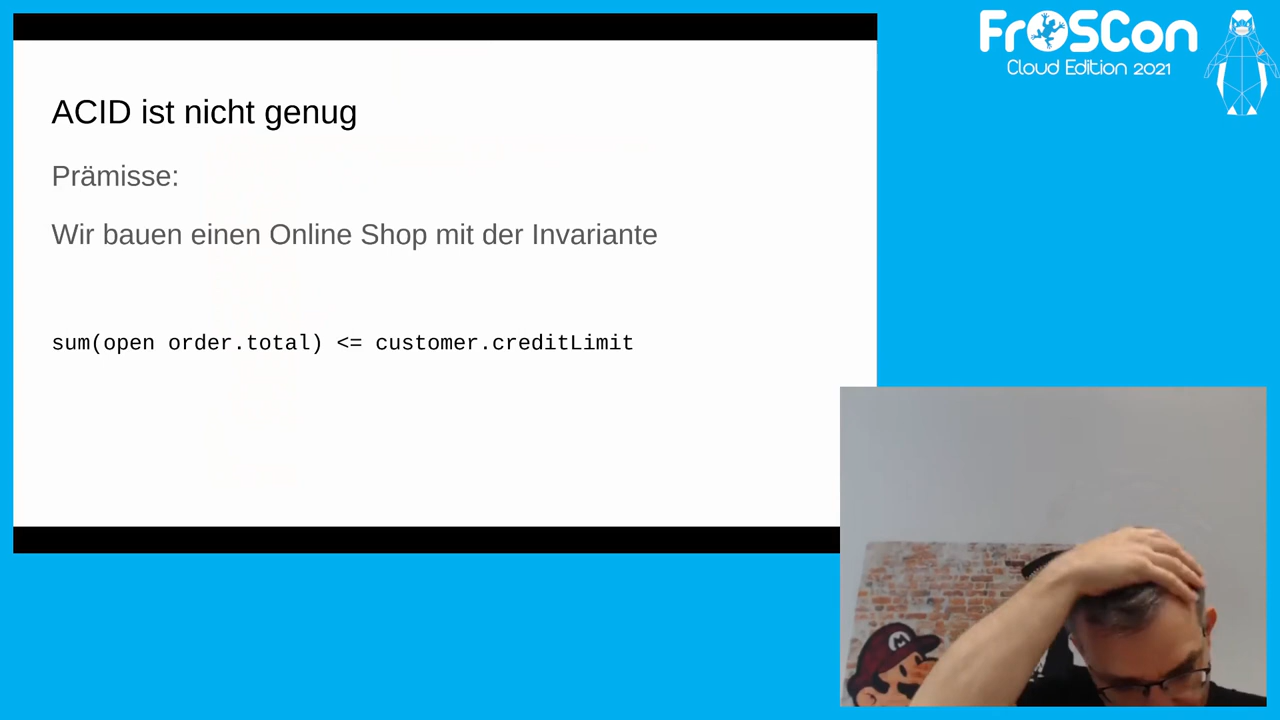 FrOSCon
Cloud Edition 2021
ACID ist nicht genug
Prämisse:
Wir bauen einen Online Shop mit der Invariante
sum(open order.total) <= customer.creditLimit
M